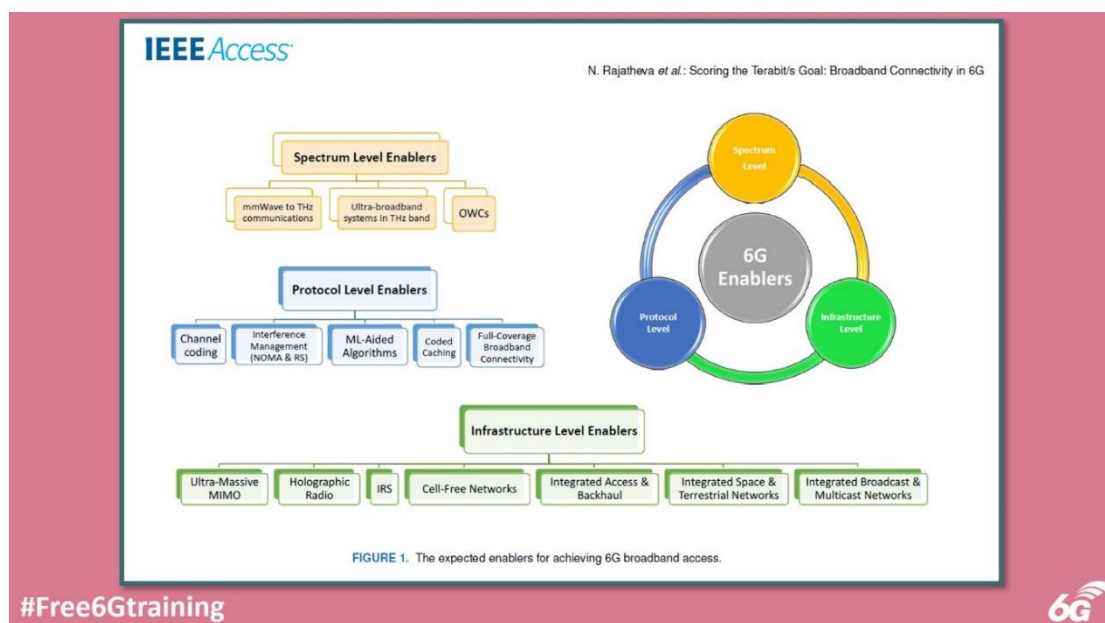 IEEE Access
N. Rajatheva et al.: Scoring the Terabit/s Goal: Broadband Connectivity in 6G
Spectrum Level Enablers
mmWave to THz
communications
Ultra-broadband
systems in THz band
OWCs
Protocol Level Enablers
Channel
coding
Interference
Management
(NOMA & RS)
ML-Aided
Algorithms
Coded
Caching
Full-Coverage
Broadband
Connectivity
Spectrum
Level
6G
Enablers
Protocol
Level
Infrastructure
Level
Infrastructure Level Enablers
Ultra-Massive
MIMO
Holographic
Radio
IRS
Cell-Free Networks
Integrated Access &
Backhaul
Integrated Space &
Terrestrial Networks
Integrated Broadcast &
Multicast Networks
FIGURE 1. The expected enablers for achieving 6G broadband access.
#Free6Gtraining
6G